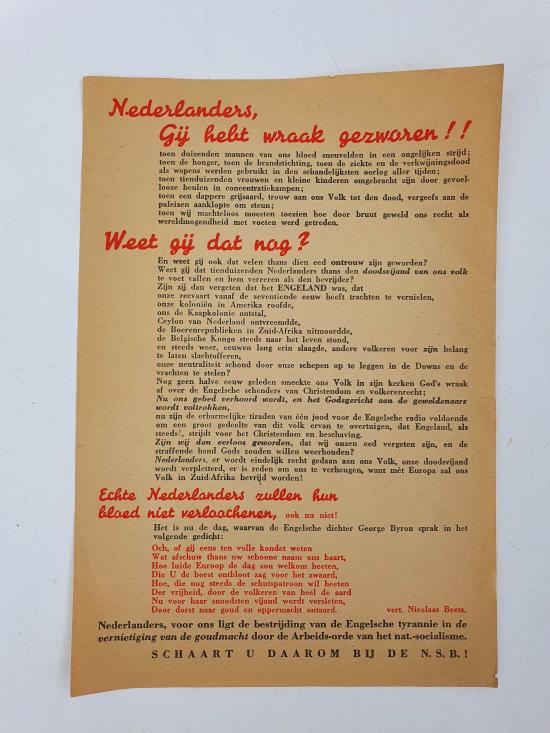 Nederlanders,
Gij hebt wraak gezworen!!
toen duizenden mannen van ons bloed sneuvelden in een ongelijken strijd;
toen de honger, toen de brandstichting, toen de ziekte en de verkwijningsdood
als wapens werden gebruikt in den schandelijksten oorlog aller tijden;
toen tienduizenden vrouwen en kleine kinderen omgebracht zijn door gevoel-
looze beulen in concentratiekampen;
toen een dappere grijsaard, trouw aan ons Volk tot den dood, vergeefs aan de
paleizen aanklopte om steun;
toen wij machteloos moesten toezien hoe door bruut geweld ons recht als
wereldmogendheid met voeten werd getreden.
Weet gij dat nog?
En weet gij ook dat velen thans dien eed ontrouw zijn geworden?
Weet gij dat tienduizenden Nederlanders thans den doodsvijand van ons volk
te voet vallen en hem vereeren als den bevrijder?
Zijn zij dan vergeten dat het ENGELAND was, dat
onze zeevaart vanaf de zeventiende eeuw heeft trachten te vernielen,
onze koloniën in Amerika roofde,
ons de Kaapkolonie ontstal,
Ceylon van Nederland ontvreemdde,
de Boerenrepublieken in Zuid-Afrika uitmoordde,
de Belgische Kongo steeds naar het leven stond,
en steeds weer, eeuwen lang erin slaagde, andere volkeren voor zijn belang
te laten slachtofferen,
onze neutraliteit schond door onze schepen op te leggen in de Downs en de
vrachten te stelen?
Nog geen halve eeuw geleden smeekte ons Volk in zijn kerken God's wraak
af over de Engelsche schenders van Christendom en volkerenrecht;
Nu ons gebed verhoord wordt, en het Godsgericht aan de geweldenaars
wordt voltrokken,
nu zijn de erbarmelijke tiraden van één jood voor de Engelsche radio voldoende
om een groot gedeelte van dit volk ervan te overtuigen, dat Engeland, als
steeds!, strijdt voor het Christendom en beschaving.
Zijn wij dan eerloos geworden, dat wij onzen eed vergeten zijn, en de
straffende hand Gods zouden willen weerhouden?
Nederlanders, er wordt eindelijk recht gedaan aan ons Volk, onze doodsvijand
wordt verpletterd, er is reden om ons te verheugen, want mèt Europa zal ons
Volk in Zuid-Afrika bevrijd worden!
Echte Nederlanders zullen hun
bloed niet verloochenen, ook nu niet!
Het is nu de dag, waarvan de Engelsche dichter George Byron sprak in het
volgende gedicht:
Och, of gij eens ten volle kondet weten
Wat afschuw thans uw schoone naam ons baart,
Hoe luide Europ de dag zou welkom heeten,
Die U de borst ontbloot zag voor het zwaard,
Hoe, die nog steeds de schutspatroon wil heeten
Der vrijheid, door de volkeren van heel de aard
Nu voor haar snoodsten vijand wordt versleten,
Door dorst naar goud en oppermacht ontaard.
vert. Nicolaas Beets.
Nederlanders, voor ons ligt de bestrijding van de Engelsche tyrannie in de
vernietiging van de goudmacht door de Arbeids-orde van het nat.-socialisme.
SCHAART U DAAROM BIJ DE N.S.B.!